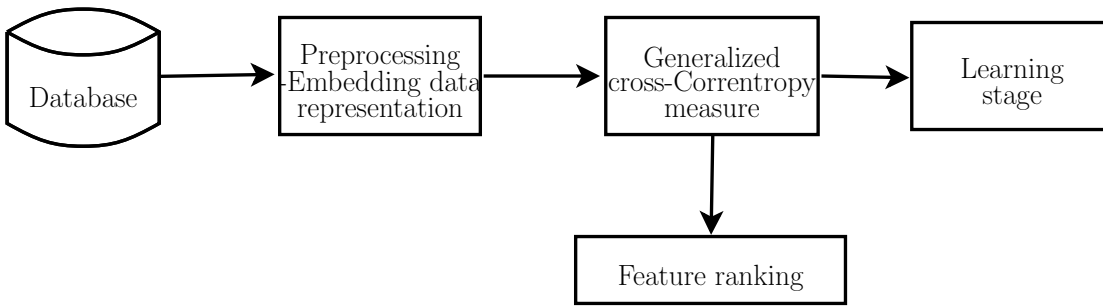 Database
Preprocessing
-Embedding data
representation
Generalized
cross-Correntropy
measure
Learning
stage
Feature ranking